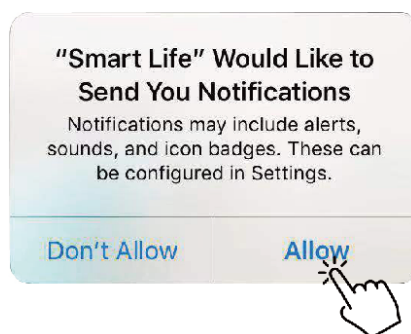 “Smart Life” Would Like to
Send You Notifications
Notifications may include alerts,
sounds, and icon badges. These can
be configured in Settings.
Don’t Allow
Allow